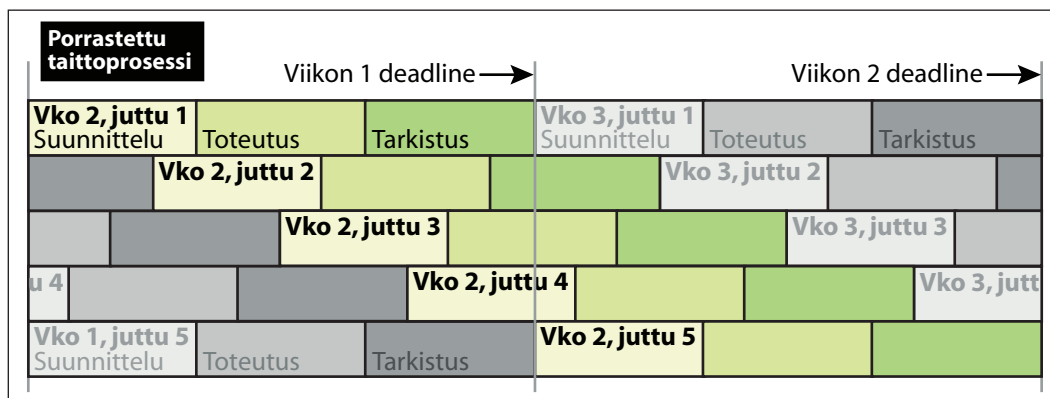 Porrastettu
taittoprosessi
Viikon 1 deadline
Viikon 2 deadline
Vko 2, juttu 1
Suunnittelu
Toteutus
Tarkistus
Vko 3, juttu 1
Suunnittelu
Toteutus
Tarkistus
Vko 2, juttu 2
Vko 3, juttu 2
Vko 2, juttu 3
Vko 3, juttu 3
u 4
Vko 2, juttu 4
Vko 3, jutt
Vko 1, juttu 5
Suunnittelu
Toteutus
Tarkistus
Vko 2, juttu 5